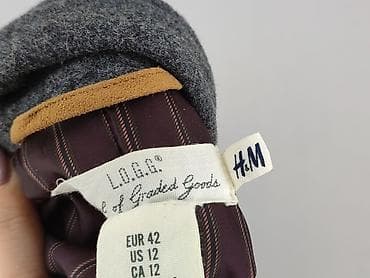 L.O.G.G.®
of Graded Goods
H&M
EUR 42
US 12
CA 12